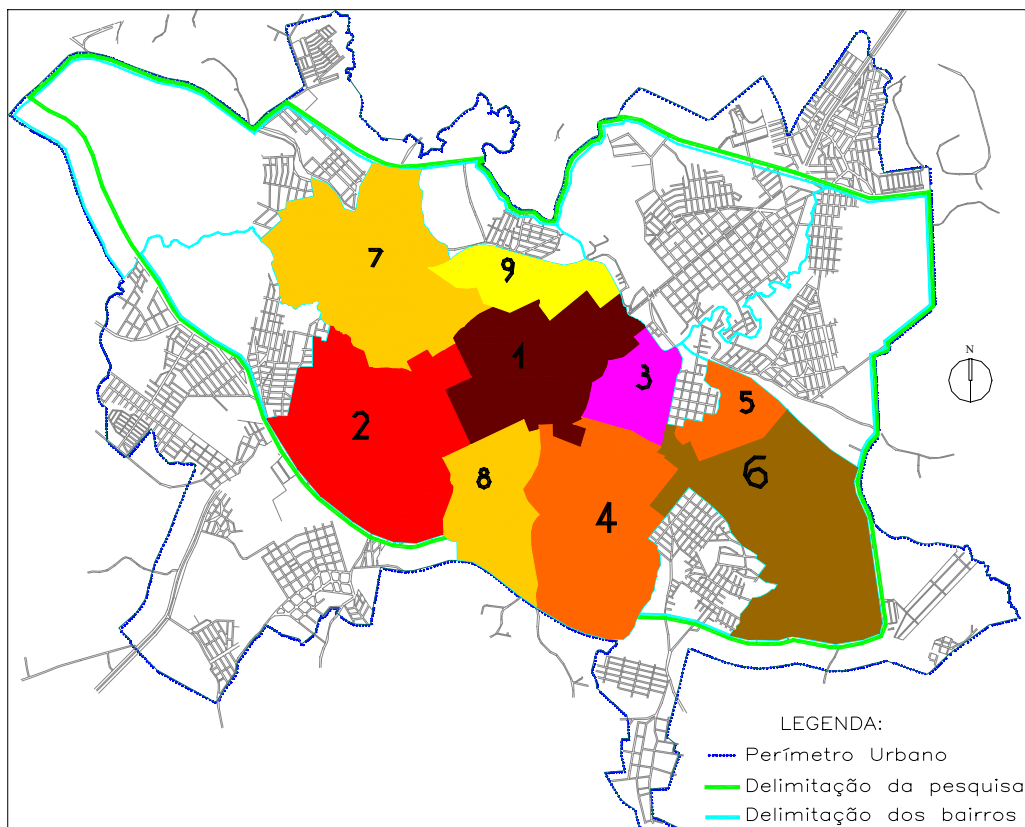 7
9
1
3
2
5
8
6
4
N
LEGENDA:
Perímetro Urbano
Delimitação da pesquisa
Delimitação dos bairros